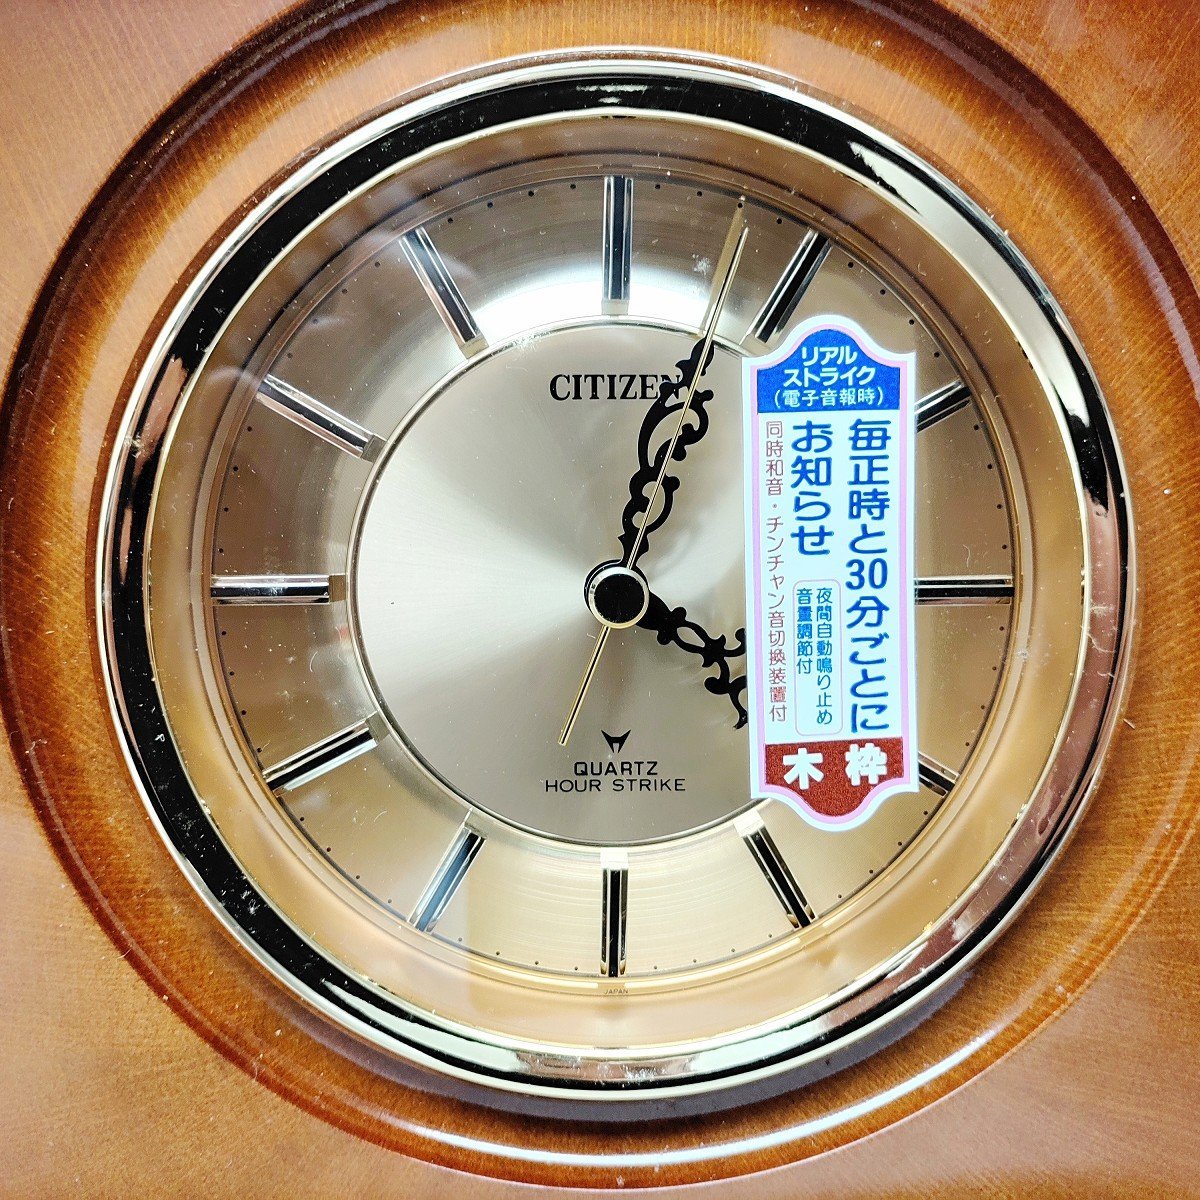 CITIZEN
QUARTZ
HOUR STRIKE
JAPAN
リアル
ストライク
(電子音報時)
毎正時と30分ごとに
お知らせ
夜間自動鳴り止め
音量調節付
同時和音・チンチャン音切換装置付
木枠